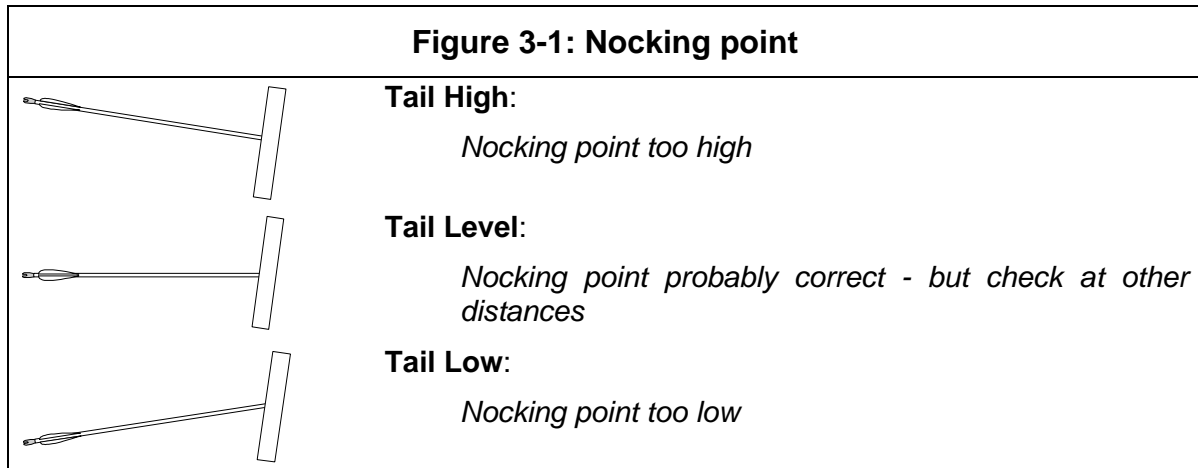 Figure 3-1: Nocking point
Tail High:
Nocking point too high
Tail Level:
Nocking point probably correct - but check at other
distances
Tail Low:
Nocking point too low